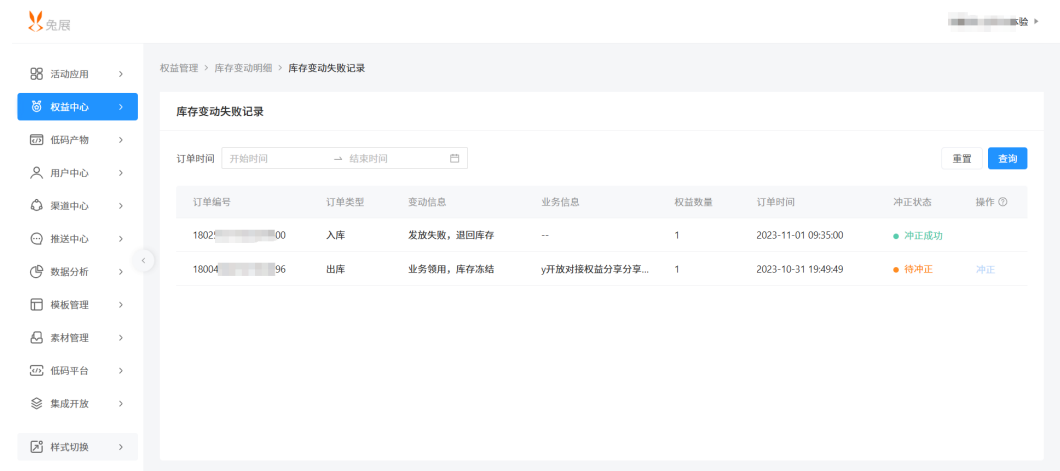 兔展
体验
活动应用
权益中心
低码产物
用户中心
渠道中心
推送中心
数据分析
模板管理
素材管理
低码平台
集成开放
样式切换
权益管理 > 库存变动明细 > 库存变动失败记录
库存变动失败记录
订单时间 开始时间 → 结束时间 重置 查询
订单编号 订单类型 变动信息 业务信息 权益数量 订单时间 冲正状态 操作
1802 00 入库 发放失败，退回库存 -- 1 2023-11-01 09:35:00 冲正成功
18004 96 出库 业务领用，库存冻结 y开放对接权益分享分享... 1 2023-10-31 19:49:49 待冲正 冲正